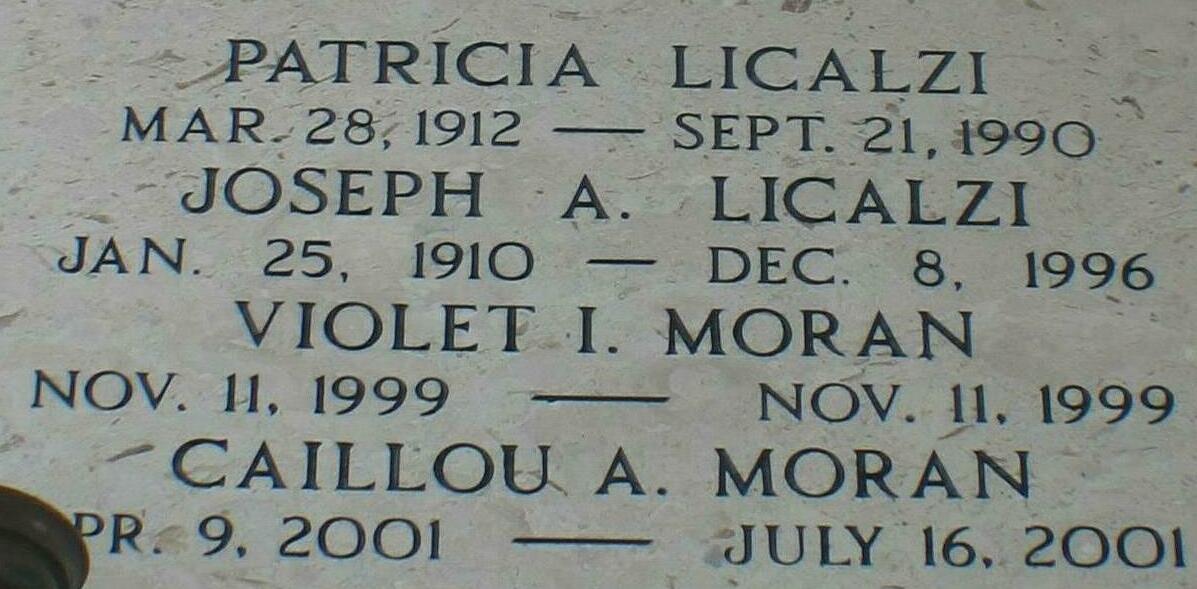 PATRICIA LICALZI
MAR. 28, 1912 — SEPT. 21, 1990
JOSEPH A. LICALZI
JAN. 25, 1910 — DEC. 8, 1996
VIOLET I. MORAN
NOV. 11, 1999 — NOV. 11, 1999
CAILLOU A. MORAN
PR. 9, 2001 — JULY 16, 2001